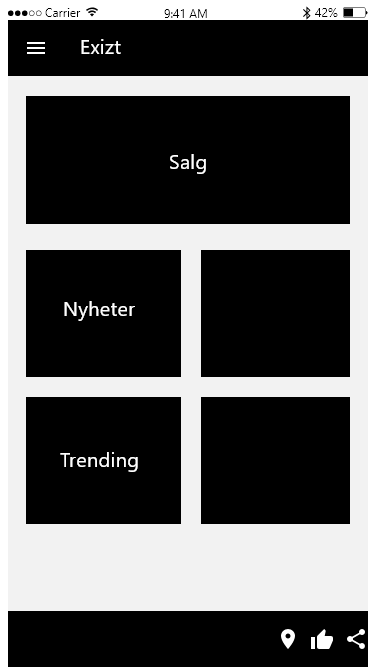 Carrier 9:41 AM 42%
Exizt
Salg
Nyheter
Trending